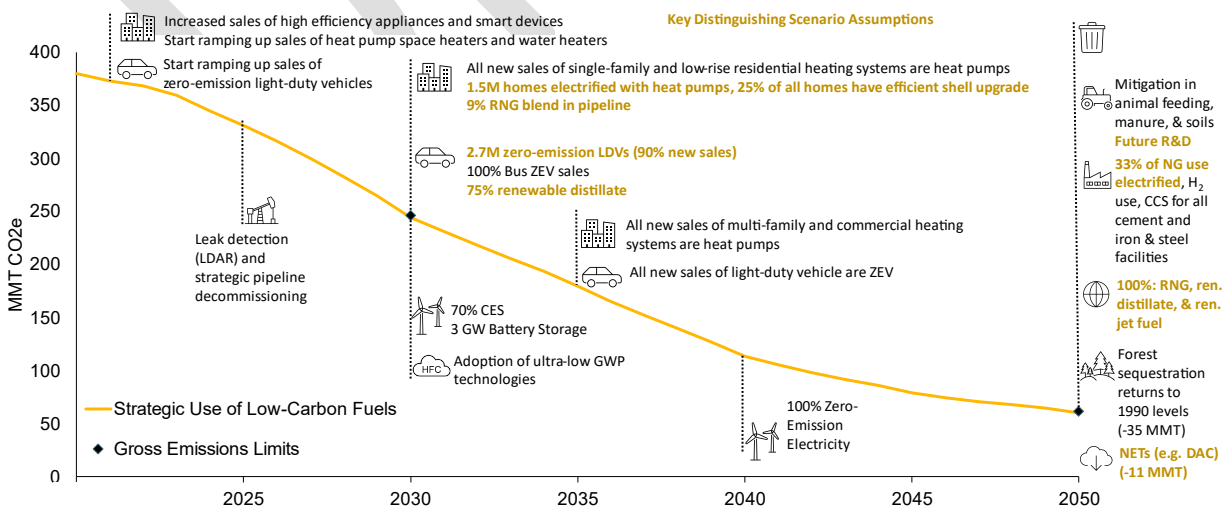 Increased sales of high efficiency appliances and smart devices
Start ramping up sales of heat pump space heaters and water heaters
Start ramping up sales of
zero-emission light-duty vehicles
Key Distinguishing Scenario Assumptions
All new sales of single-family and low-rise residential heating systems are heat pumps
1.5M homes electrified with heat pumps, 25% of all homes have efficient shell upgrade
9% RNG blend in pipeline
2.7M zero-emission LDVs (90% new sales)
100% Bus ZEV sales
75% renewable distillate
Leak detection
(LDAR) and
strategic pipeline
decommissioning
All new sales of multi-family and commercial heating
systems are heat pumps
All new sales of light-duty vehicle are ZEV
70% CES
3 GW Battery Storage
HFC
Adoption of ultra-low GWP
technologies
100% Zero-
Emission
Electricity
Mitigation in
animal feeding,
manure, & soils
Future R&D
33% of NG use
electrified, H2
use, CCS for all
cement and
iron & steel
facilities
100%: RNG, ren.
distillate, & ren.
jet fuel
Forest
sequestration
returns to
1990 levels
(-35 MMT)
NETs (e.g. DAC)
(-11 MMT)
MMT CO2e
400
350
300
250
200
150
100
50
0
Strategic Use of Low-Carbon Fuels
Gross Emissions Limits
2025
2030
2035
2040
2045
2050